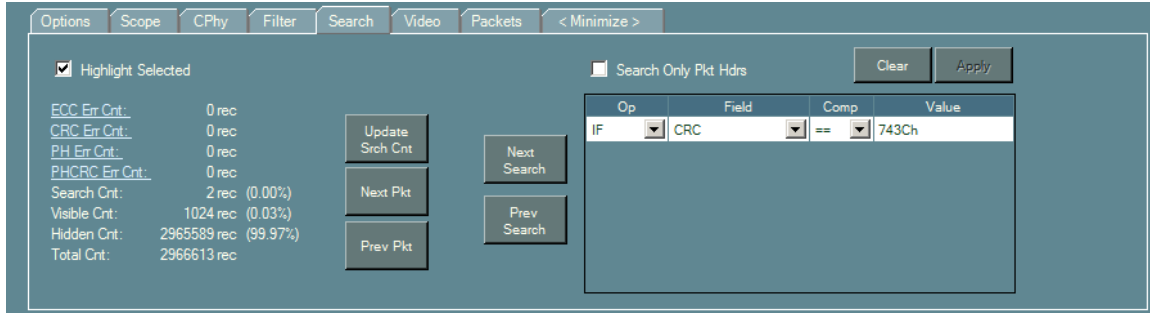 Options Scope CPhy Filter Search Video Packets < Minimize >
Highlight Selected
Search Only Pkt Hdrs
Clear
Apply
ECC Err Cnt: 0 rec
CRC Err Cnt: 0 rec
PH Err Cnt: 0 rec
PHCRC Err Cnt: 0 rec
Search Cnt: 2 rec (0.00%)
Visible Cnt: 1024 rec (0.03%)
Hidden Cnt: 2965589 rec (99.97%)
Total Cnt: 2966613 rec
Update
Srch Cnt
Next Pkt
Prev Pkt
Next
Search
Prev
Search
Op Field Comp Value
IF CRC == 743Ch